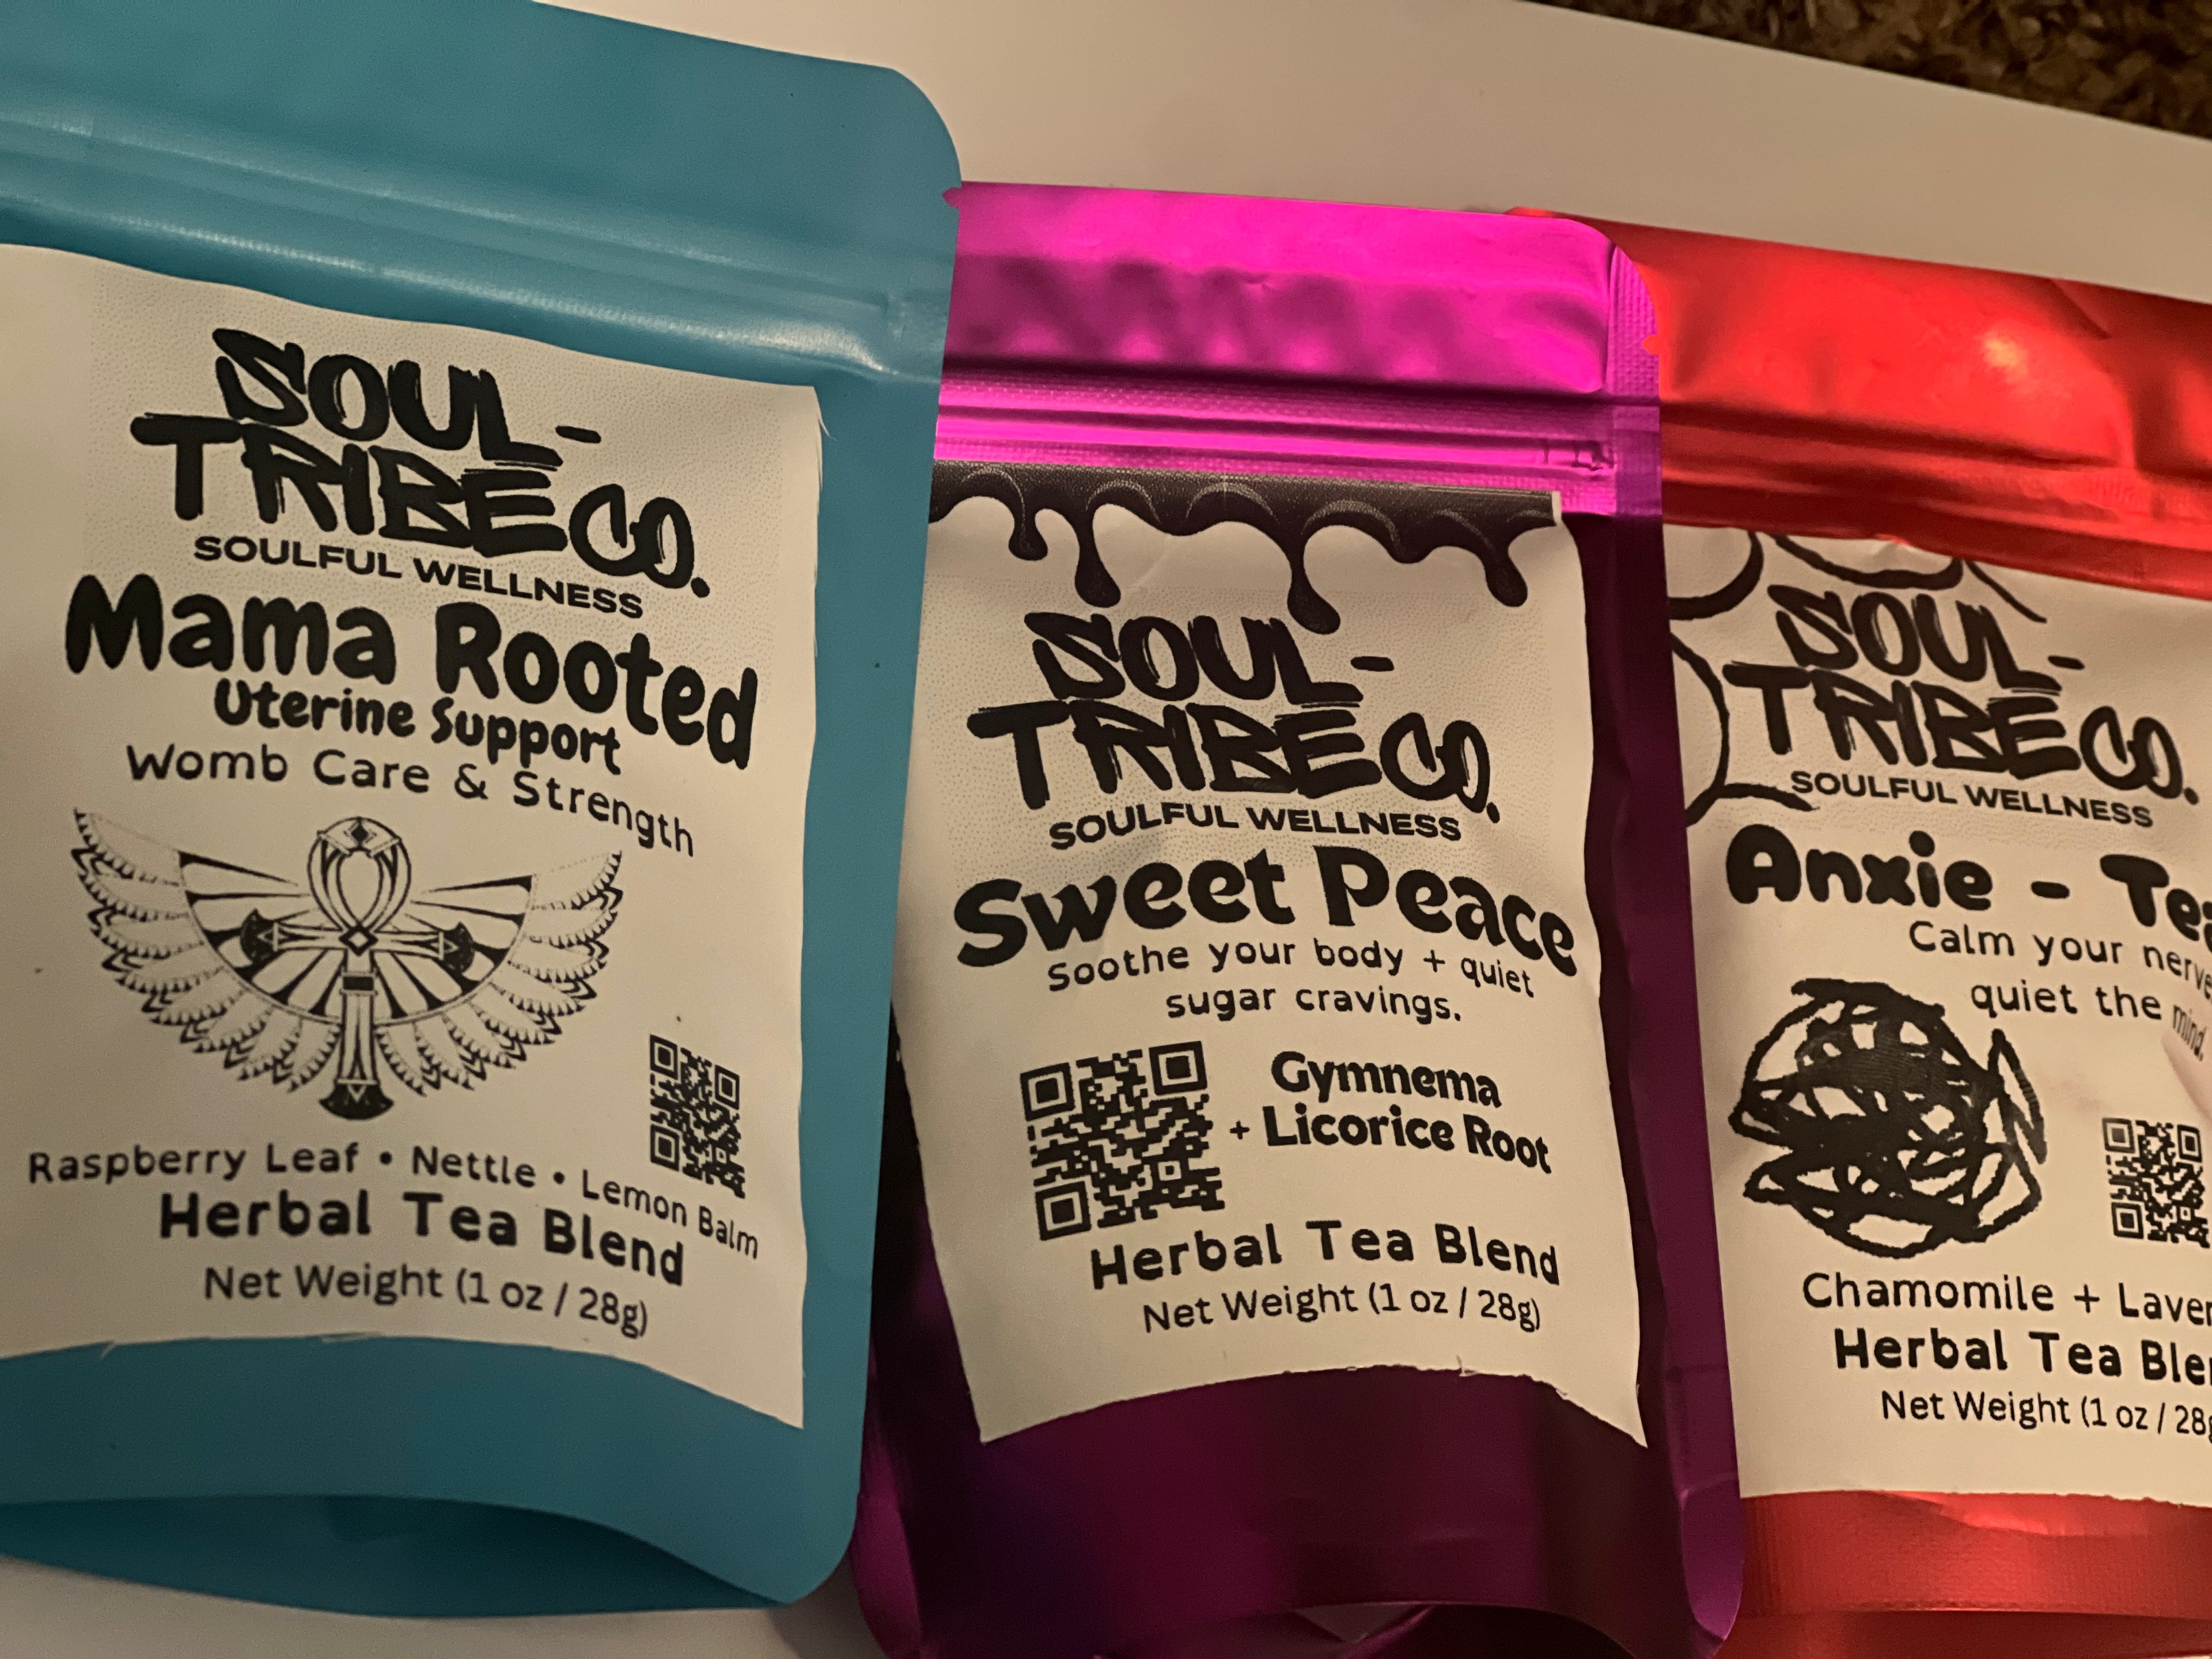 SOUL-
TRIBE CO.
SOULFUL WELLNESS
Mama Rooted
Uterine Support
Womb Care & Strength
Raspberry Leaf • Nettle • Lemon Balm
Herbal Tea Blend
Net Weight (1 oz / 28g)
SOUL-
TRIBE CO.
SOULFUL WELLNESS
Sweet Peace
Soothe your body + quiet
sugar cravings.
Gymnema
+ Licorice Root
Herbal Tea Blend
Net Weight (1 oz / 28g)
SOUL-
TRIBE CO.
SOULFUL WELLNESS
Anxie - Tea
Calm your
quiet the mind.
Chamomile +
Herbal Tea
Net Weight (1 oz / 28g